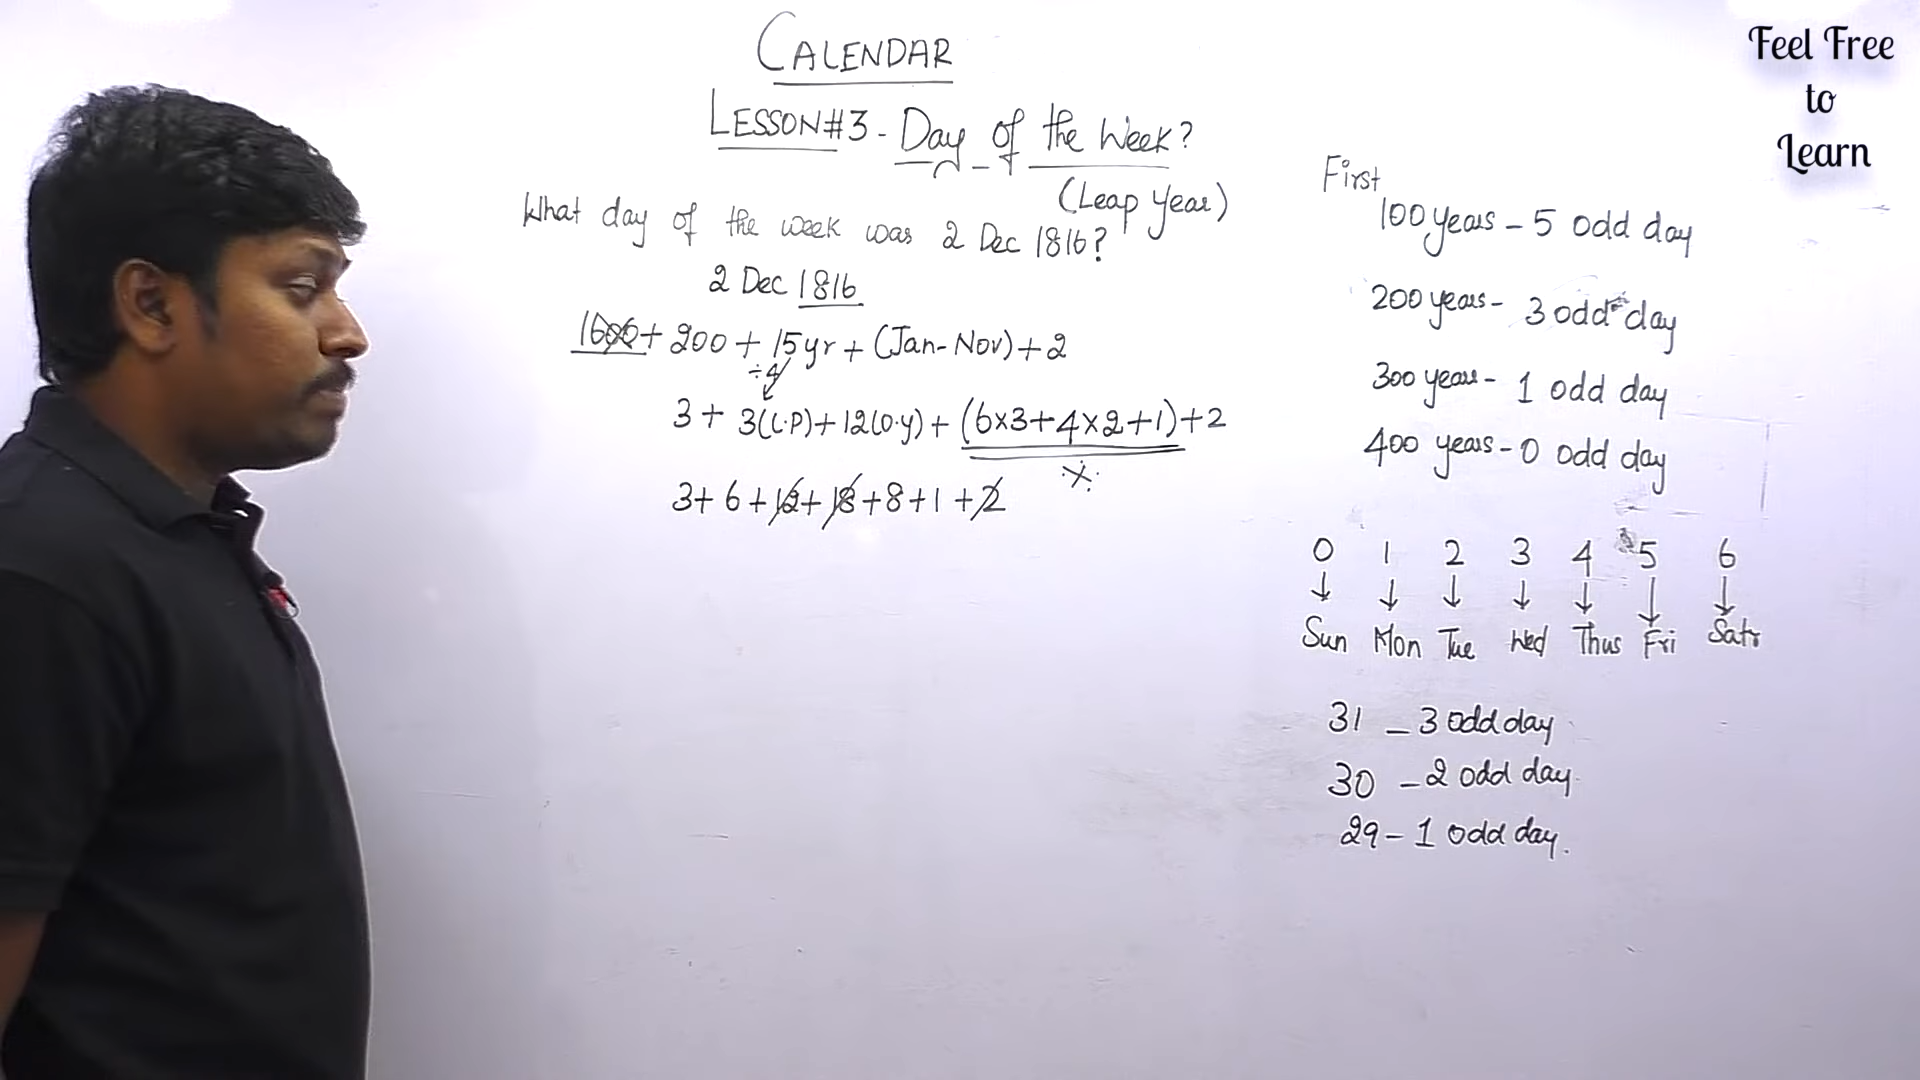 CALENDAR
LESSON#3 - Day of the Week?
(Leap Year)
What day of the week was 2 Dec 1816?
2 Dec 1816
1600 + 200 + 15yr + (Jan-Nov) + 2
÷4
3 + 3(L.P) + 12(O.y) + (6×3+4×2+1) + 2
3 + 6 + 12 + 18 + 8 + 1 + 2
Feel Free
to
Learn
First
100 years - 5 odd day
200 years - 3 odd day
300 years - 1 odd day
400 years - 0 odd day
0 1 2 3 4 5 6
Sun Mon Tue Wed Thus Fri Satr
31 - 3 odd day
30 - 2 odd day
29 - 1 odd day.